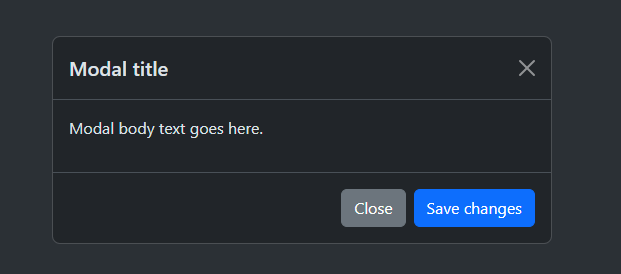 Modal title
Modal body text goes here.
Close
Save changes